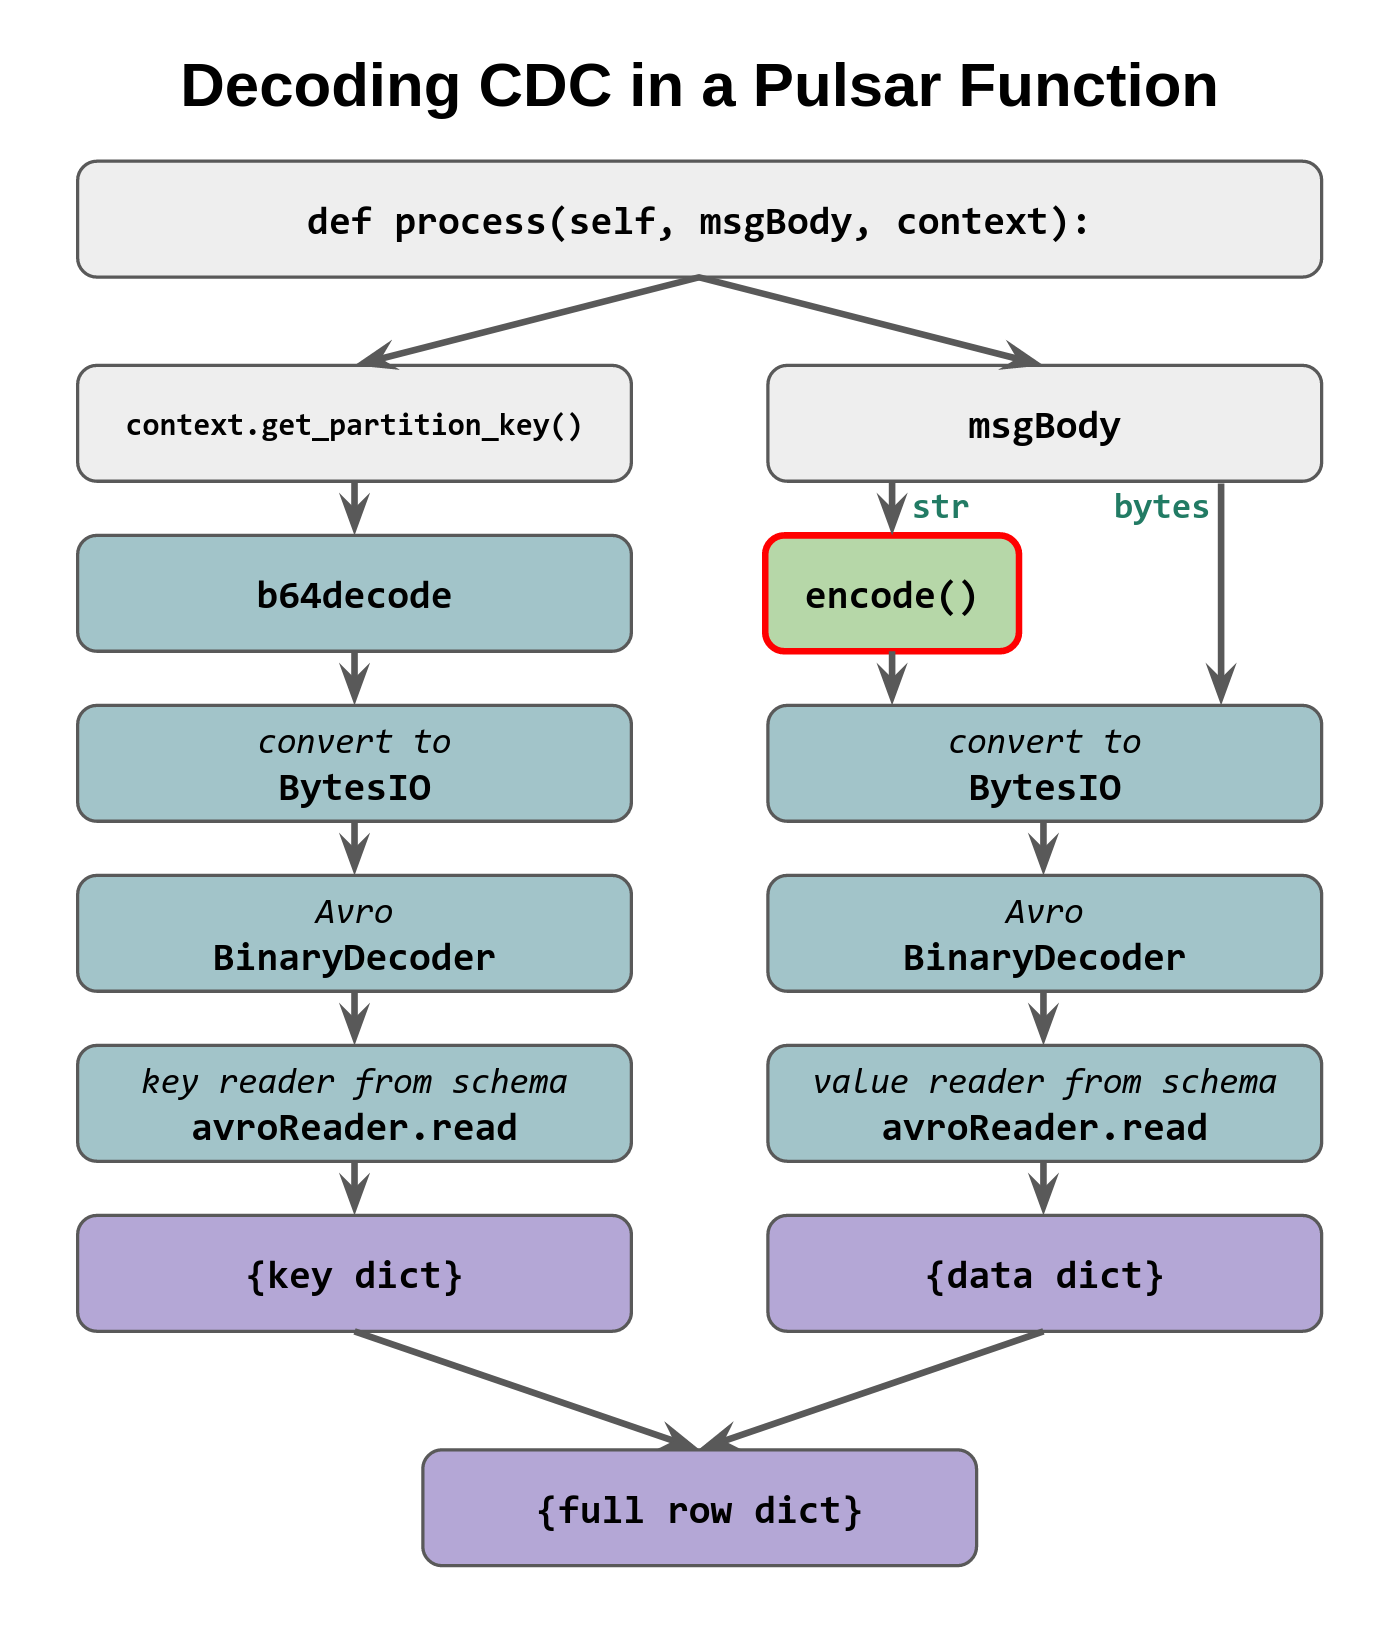 Decoding CDC in a Pulsar Function
def process(self, msgBody, context):
context.get_partition_key()
msgBody
str
bytes
b64decode
encode()
convert to
BytesIO
convert to
BytesIO
Avro
BinaryDecoder
Avro
BinaryDecoder
key reader from schema
avroReader.read
value reader from schema
avroReader.read
{key dict}
{data dict}
{full row dict}